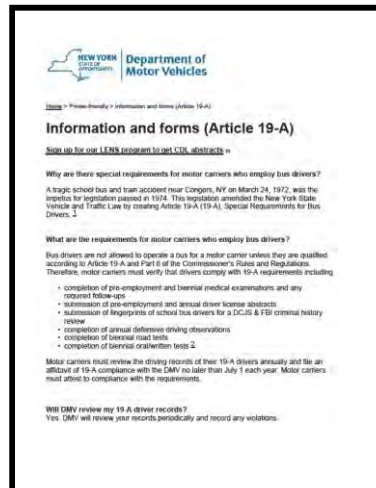 NEW YORK
STATE OF
OPPORTUNITY.
Department of
Motor Vehicles
Home > Printer-friendly > Information and forms (Article 19-A)
Information and forms (Article 19-A)
Sign up for our LENS program to get CDL abstracts
Why are there special requirements for motor carriers who employ bus drivers?
A tragic school bus and train accident near Congers, NY on March 24, 1972, was the
impetus for legislation passed in 1974. This legislation amended the New York State
Vehicle and Traffic Law by creating Article 19-A (19-A), Special Requirements for Bus
Drivers. 1
What are the requirements for motor carriers who employ bus drivers?
Bus drivers are not allowed to operate a bus for a motor carrier unless they are qualified
according to Article 19-A and Part 6 of the Commissioner's Rules and Regulations.
Therefore, motor carriers must verify that drivers comply with 19-A requirements including
• completion of pre-employment and biennial medical examinations and any
required follow-ups
• submission of pre-employment and annual driver license abstracts
• submission of fingerprints of school bus drivers for a DCJS & FBI criminal history
review
• completion of annual defensive driving observations
• completion of biennial road tests
• completion of biennial oral/written tests 2
Motor carriers must review the driving records of their 19-A drivers annually and file an
affidavit of 19-A compliance with the DMV no later than July 1 each year. Motor carriers
must attest to compliance with the requirements.
Will DMV review my 19 A driver records?
Yes. DMV will review your records periodically and record any violations.